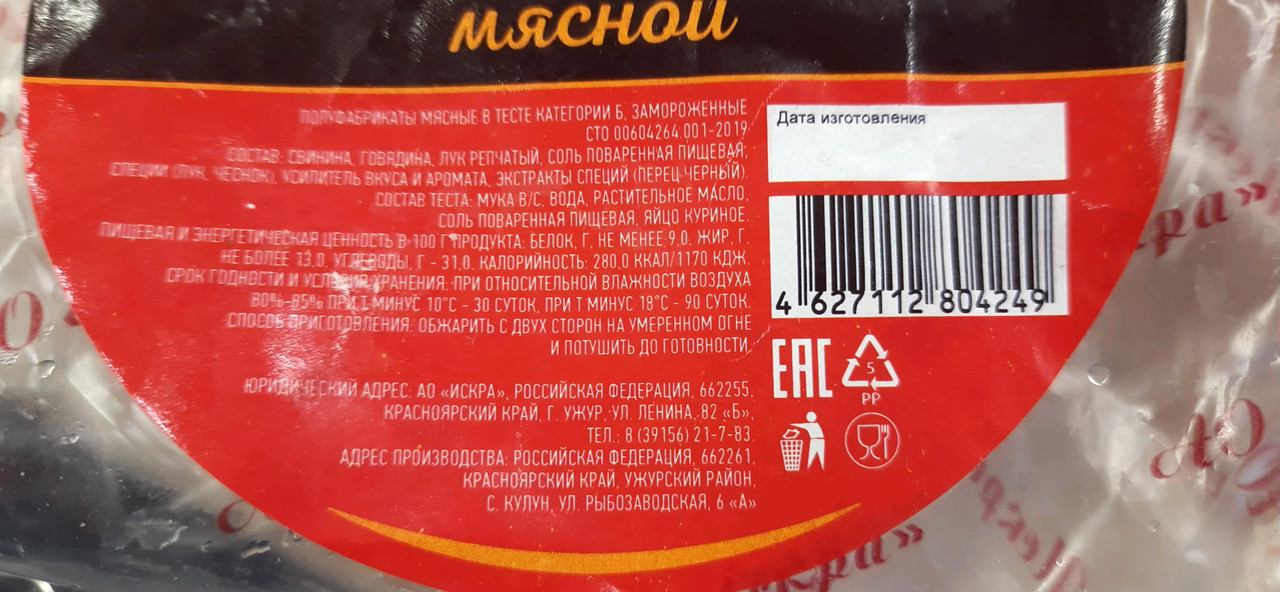 мясной
ПОЛУФАБРИКАТЫ МЯСНЫЕ В ТЕСТЕ КАТЕГОРИИ Б, ЗАМОРОЖЕННЫЕ
СТО 00604264.001-2019
СОСТАВ: СВИНИНА, ГОВЯДИНА, ЛУК РЕПЧАТЫЙ, СОЛЬ ПОВАРЕННАЯ ПИЩЕВАЯ;
СПЕЦИИ (ЛУК, ЧЕСНОК), УСИЛИТЕЛЬ ВКУСА И АРОМАТА, ЭКСТРАКТЫ СПЕЦИЙ (ПЕРЕЦ ЧЕРНЫЙ).
СОСТАВ ТЕСТА: МУКА В/С, ВОДА, РАСТИТЕЛЬНОЕ МАСЛО,
СОЛЬ ПОВАРЕННАЯ ПИЩЕВАЯ, ЯЙЦО КУРИНОЕ.
ПИЩЕВАЯ И ЭНЕРГЕТИЧЕСКАЯ ЦЕННОСТЬ В 100 Г ПРОДУКТА: БЕЛОК, Г, НЕ МЕНЕЕ 9,0, ЖИР, Г,
НЕ БОЛЕЕ 13,0, УГЛЕВОДЫ, Г - 31,0. КАЛОРИЙНОСТЬ: 280,0 ККАЛ/1170 КДЖ.
СРОК ГОДНОСТИ И УСЛОВИЯ ХРАНЕНИЯ: ПРИ ОТНОСИТЕЛЬНОЙ ВЛАЖНОСТИ ВОЗДУХА
80%-85% ПРИ Т МИНУС 10°С - 30 СУТОК, ПРИ Т МИНУС 18°С - 90 СУТОК.
СПОСОБ ПРИГОТОВЛЕНИЯ: ОБЖАРИТЬ С ДВУХ СТОРОН НА УМЕРЕННОМ ОГНЕ
И ПОТУШИТЬ ДО ГОТОВНОСТИ.
ЮРИДИЧЕСКИЙ АДРЕС: АО «ИСКРА», РОССИЙСКАЯ ФЕДЕРАЦИЯ, 662255,
КРАСНОЯРСКИЙ КРАЙ, Г. УЖУР, УЛ. ЛЕНИНА, 82 «Б»,
ТЕЛ.: 8 (39156) 21-7-83.
АДРЕС ПРОИЗВОДСТВА: РОССИЙСКАЯ ФЕДЕРАЦИЯ, 662261,
КРАСНОЯРСКИЙ КРАЙ, УЖУРСКИЙ РАЙОН,
С. КУЛУН, УЛ. РЫБОЗАВОДСКАЯ, 6 «А»
Дата изготовления
4 627112 804249
EAC
5
PP
АО
кра»